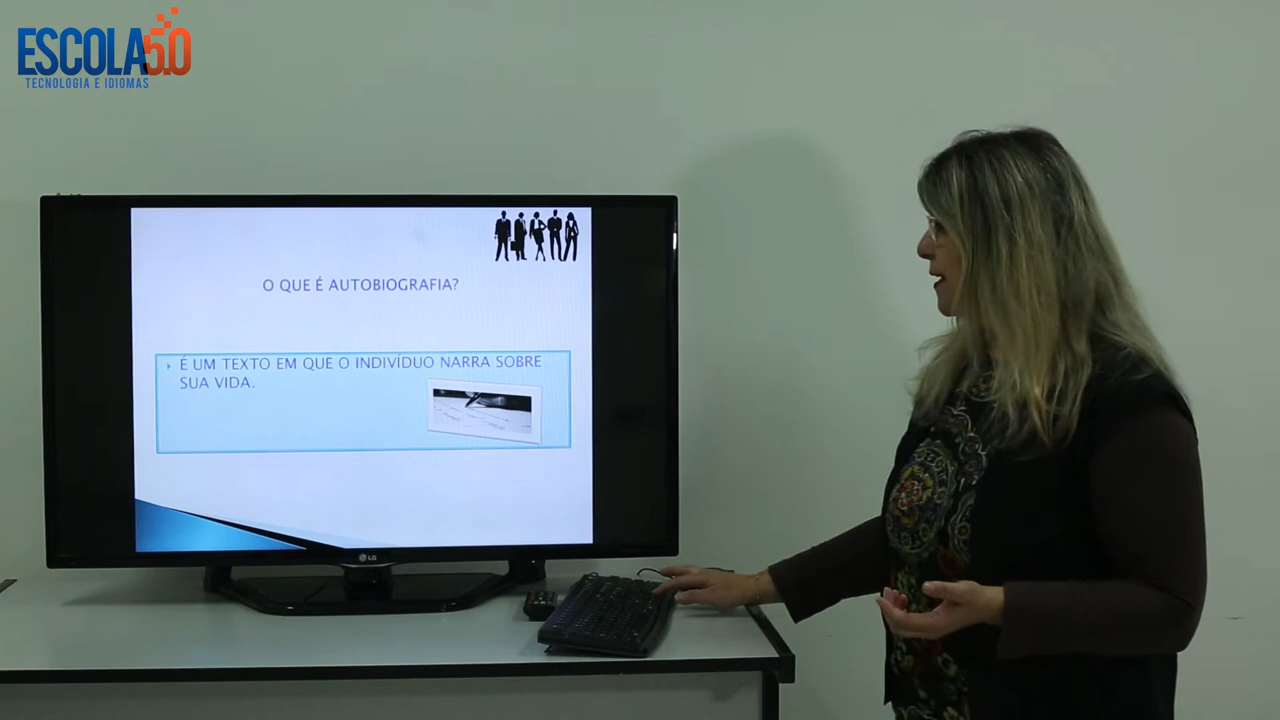 ESCOLA5.0
TECNOLOGIA E IDIOMAS
O QUE É AUTOBIOGRAFIA?
É UM TEXTO EM QUE O INDIVÍDUO NARRA SOBRE
SUA VIDA.
LG